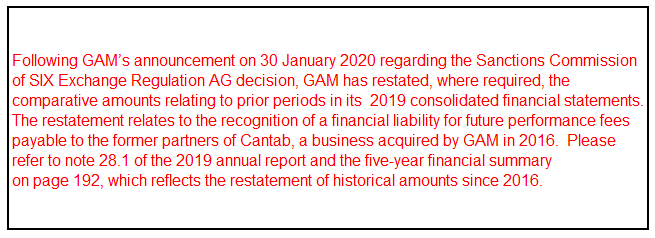 Following GAM's announcement on 30 January 2020 regarding the Sanctions Commission
of SIX Exchange Regulation AG decision, GAM has restated, where required, the
comparative amounts relating to prior periods in its  2019 consolidated financial statements.
The restatement relates to the recognition of a financial liability for future performance fees
payable to the former partners of Cantab, a business acquired by GAM in 2016.  Please
refer to note 28.1 of the 2019 annual report and the five-year financial summary
on page 192, which reflects the restatement of historical amounts since 2016.